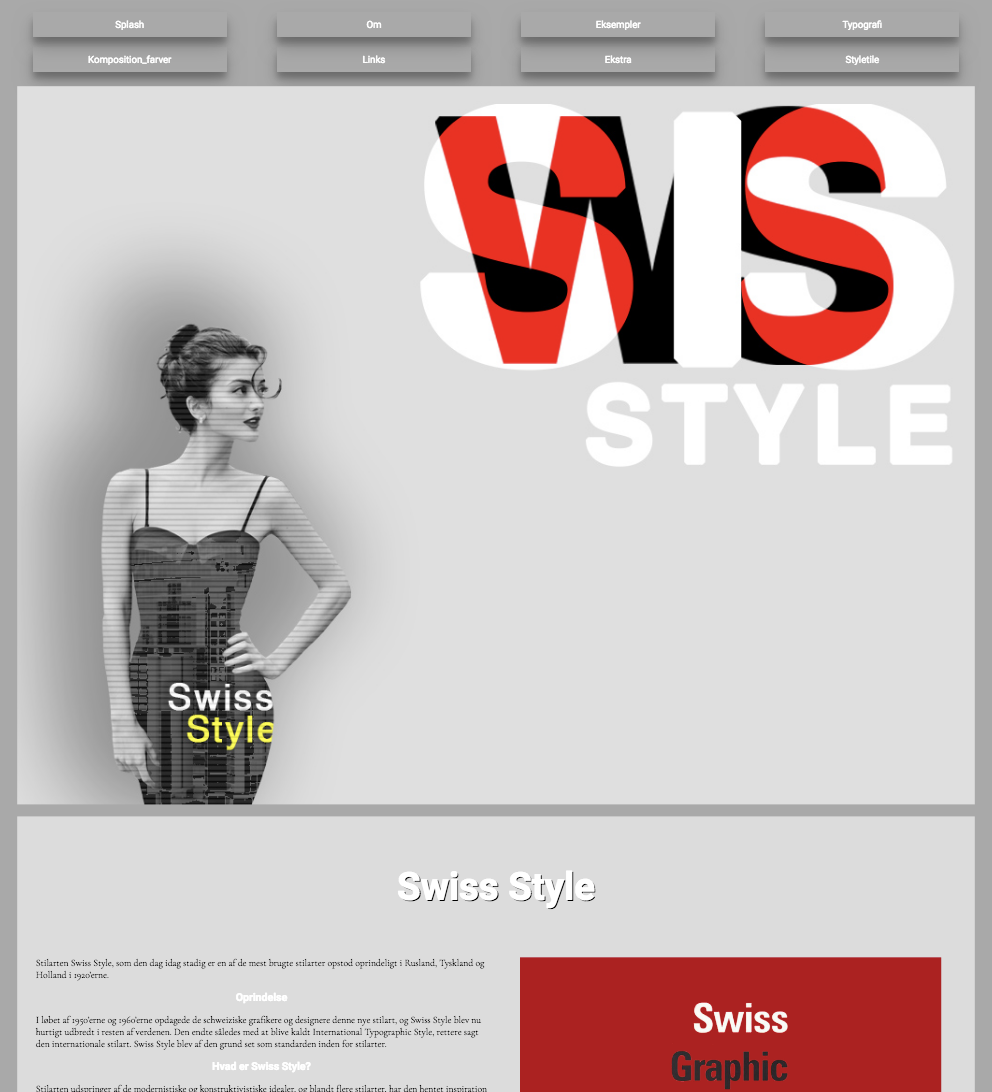 Splash
Om
Eksempler
Typografi
Komposition_farver
Links
Ekstra
Styletile
SWISS
STYLE
Swiss
Style
Swiss Style
Stilarten Swiss Style, som den dag idag stadig er en af de mest brugte stilarter opstod oprindeligt i Rusland, Tyskland og
Holland i 1920'erne.
Oprindelse
I løbet af 1950'erne og 1960'erne opdagede de schweiziske grafikere og designere denne nye stilart, og Swiss Style blev nu
hurtigt udbredt i resten af verdenen. Den endte således med at blive kaldt International Typographic Style, rettere sagt
den internationale stilart. Swiss Style blev af den grund set som standarden inden for stilarter.
Hvad er Swiss Style?
Stilarten udspringer af de modernistiske og konstruktivistiske idealer, og blandt flere stilarter, har den hentet inspiration
Swiss
Graphic